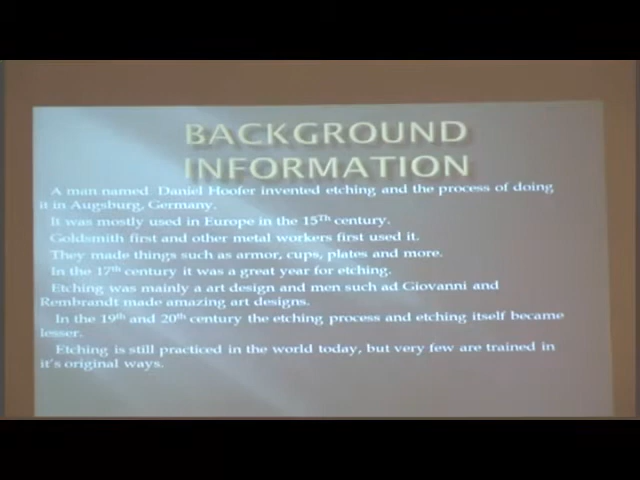 BACKGROUND
INFORMATION
A man named Daniel Hoofer invented etching and the process of doing
it in Augsburg, Germany.
It was mostly used in Europe in the 15Th century.
Goldsmith first and other metal workers first used it.
They made things such as armor, cups, plates and more.
In the 17th century it was a great year for etching.
Etching was mainly a art design and men such ad Giovanni and
Rembrandt made amazing art designs.
In the 19th and 20th century the etching process and etching itself became
lesser.
Etching is still practiced in the world today, but very few are trained in
it's original ways.